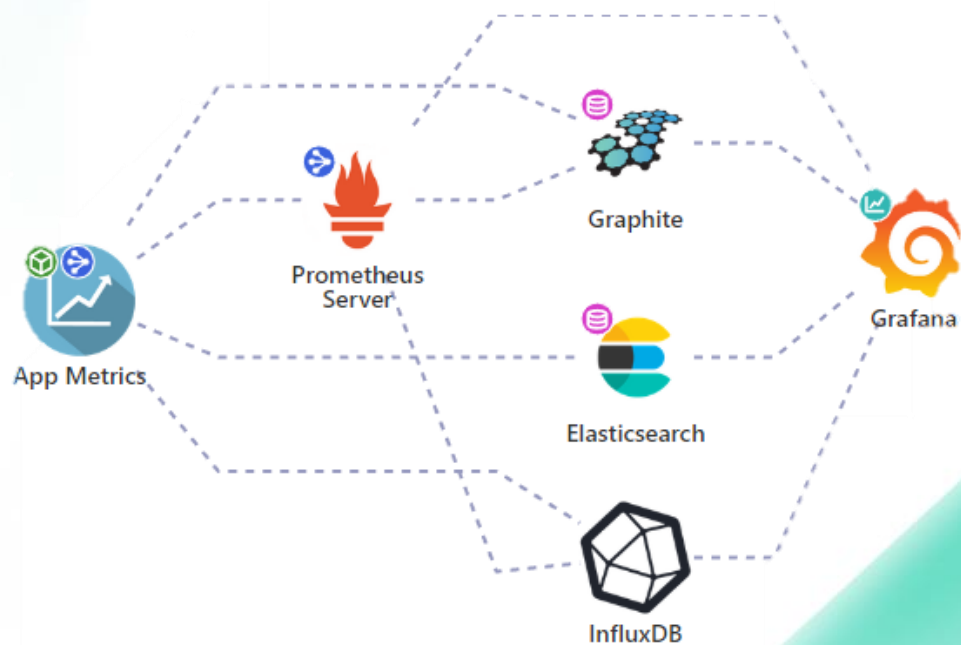 Graphite
Prometheus
Server
Grafana
App Metrics
Elasticsearch
InfluxDB